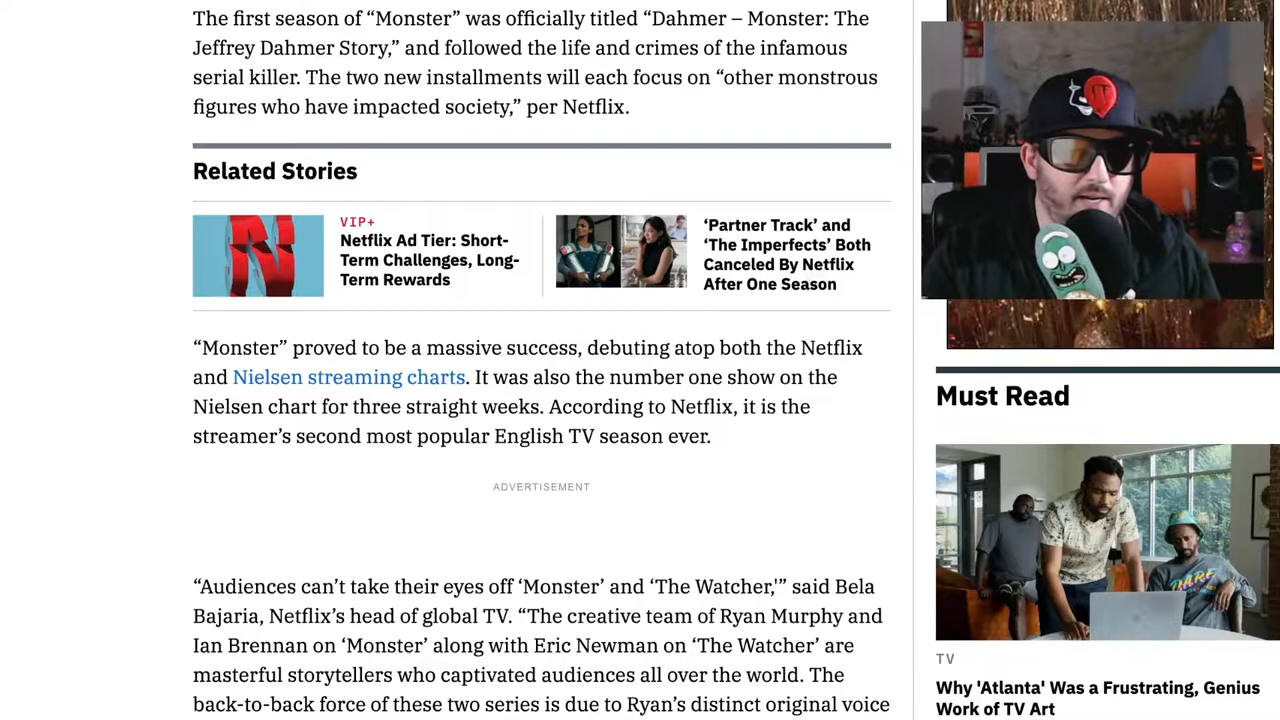 The first season of “Monster” was officially titled “Dahmer – Monster: The
Jeffrey Dahmer Story,” and followed the life and crimes of the infamous
serial killer. The two new installments will each focus on “other monstrous
figures who have impacted society,” per Netflix.
Related Stories
VIP+
Netflix Ad Tier: Short-
Term Challenges, Long-
Term Rewards
‘Partner Track’ and
‘The Imperfects’ Both
Canceled By Netflix
After One Season
“Monster” proved to be a massive success, debuting atop both the Netflix
and Nielsen streaming charts. It was also the number one show on the
Nielsen chart for three straight weeks. According to Netflix, it is the
streamer’s second most popular English TV season ever.
ADVERTISEMENT
“Audiences can’t take their eyes off ‘Monster’ and ‘The Watcher,'” said Bela
Bajaria, Netflix’s head of global TV. “The creative team of Ryan Murphy and
Ian Brennan on ‘Monster’ along with Eric Newman on ‘The Watcher’ are
masterful storytellers who captivated audiences all over the world. The
back-to-back force of these two series is due to Ryan’s distinct original voice
IT
Must Read
DARE
TV
Why 'Atlanta' Was a Frustrating, Genius
Work of TV Art